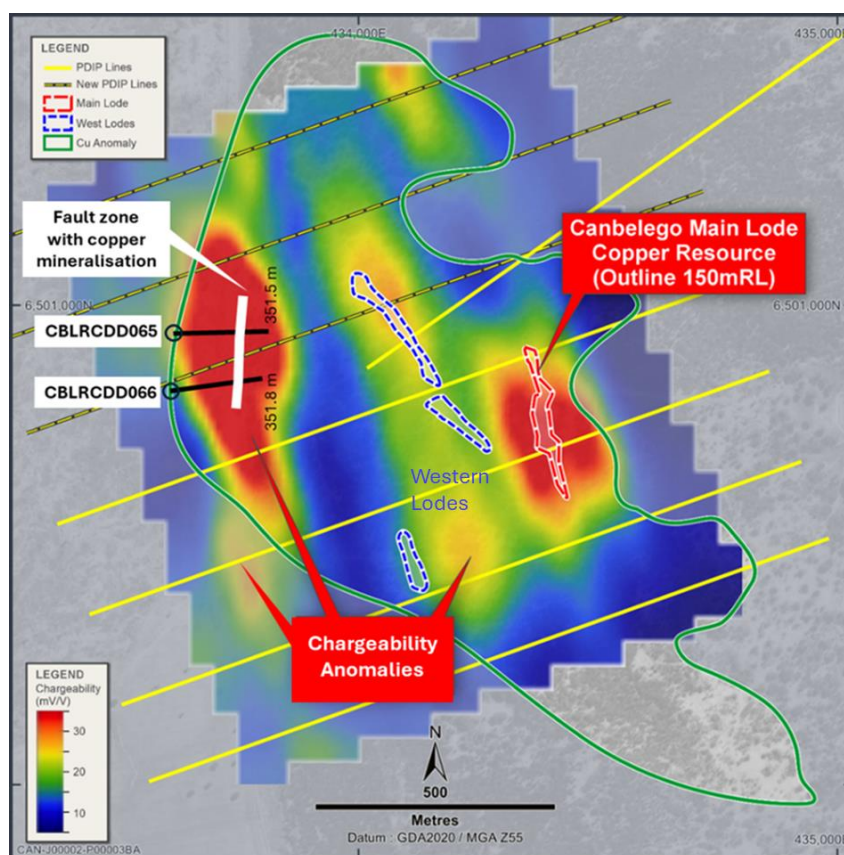 434,000E
435,000E
LEGEND
PDIP Lines
New PDIP Lines
Main Lode
West Lodes
Cu Anomaly
Fault zone
with copper
mineralisation
Canbelego Main Lode
Copper Resource
(Outline 150mRL)
6,501,000N
6,501,000N
351.5 m
CBLRCDD065
CBLRCDD066
351.8 m
Western
Lodes
Chargeability
Anomalies
LEGEND
Chargeability
(mV/V)
30
20
10
N
500
Metres
Datum : GDA2020 / MGA Z55
CAN-J00002-P00003BA
435,000E